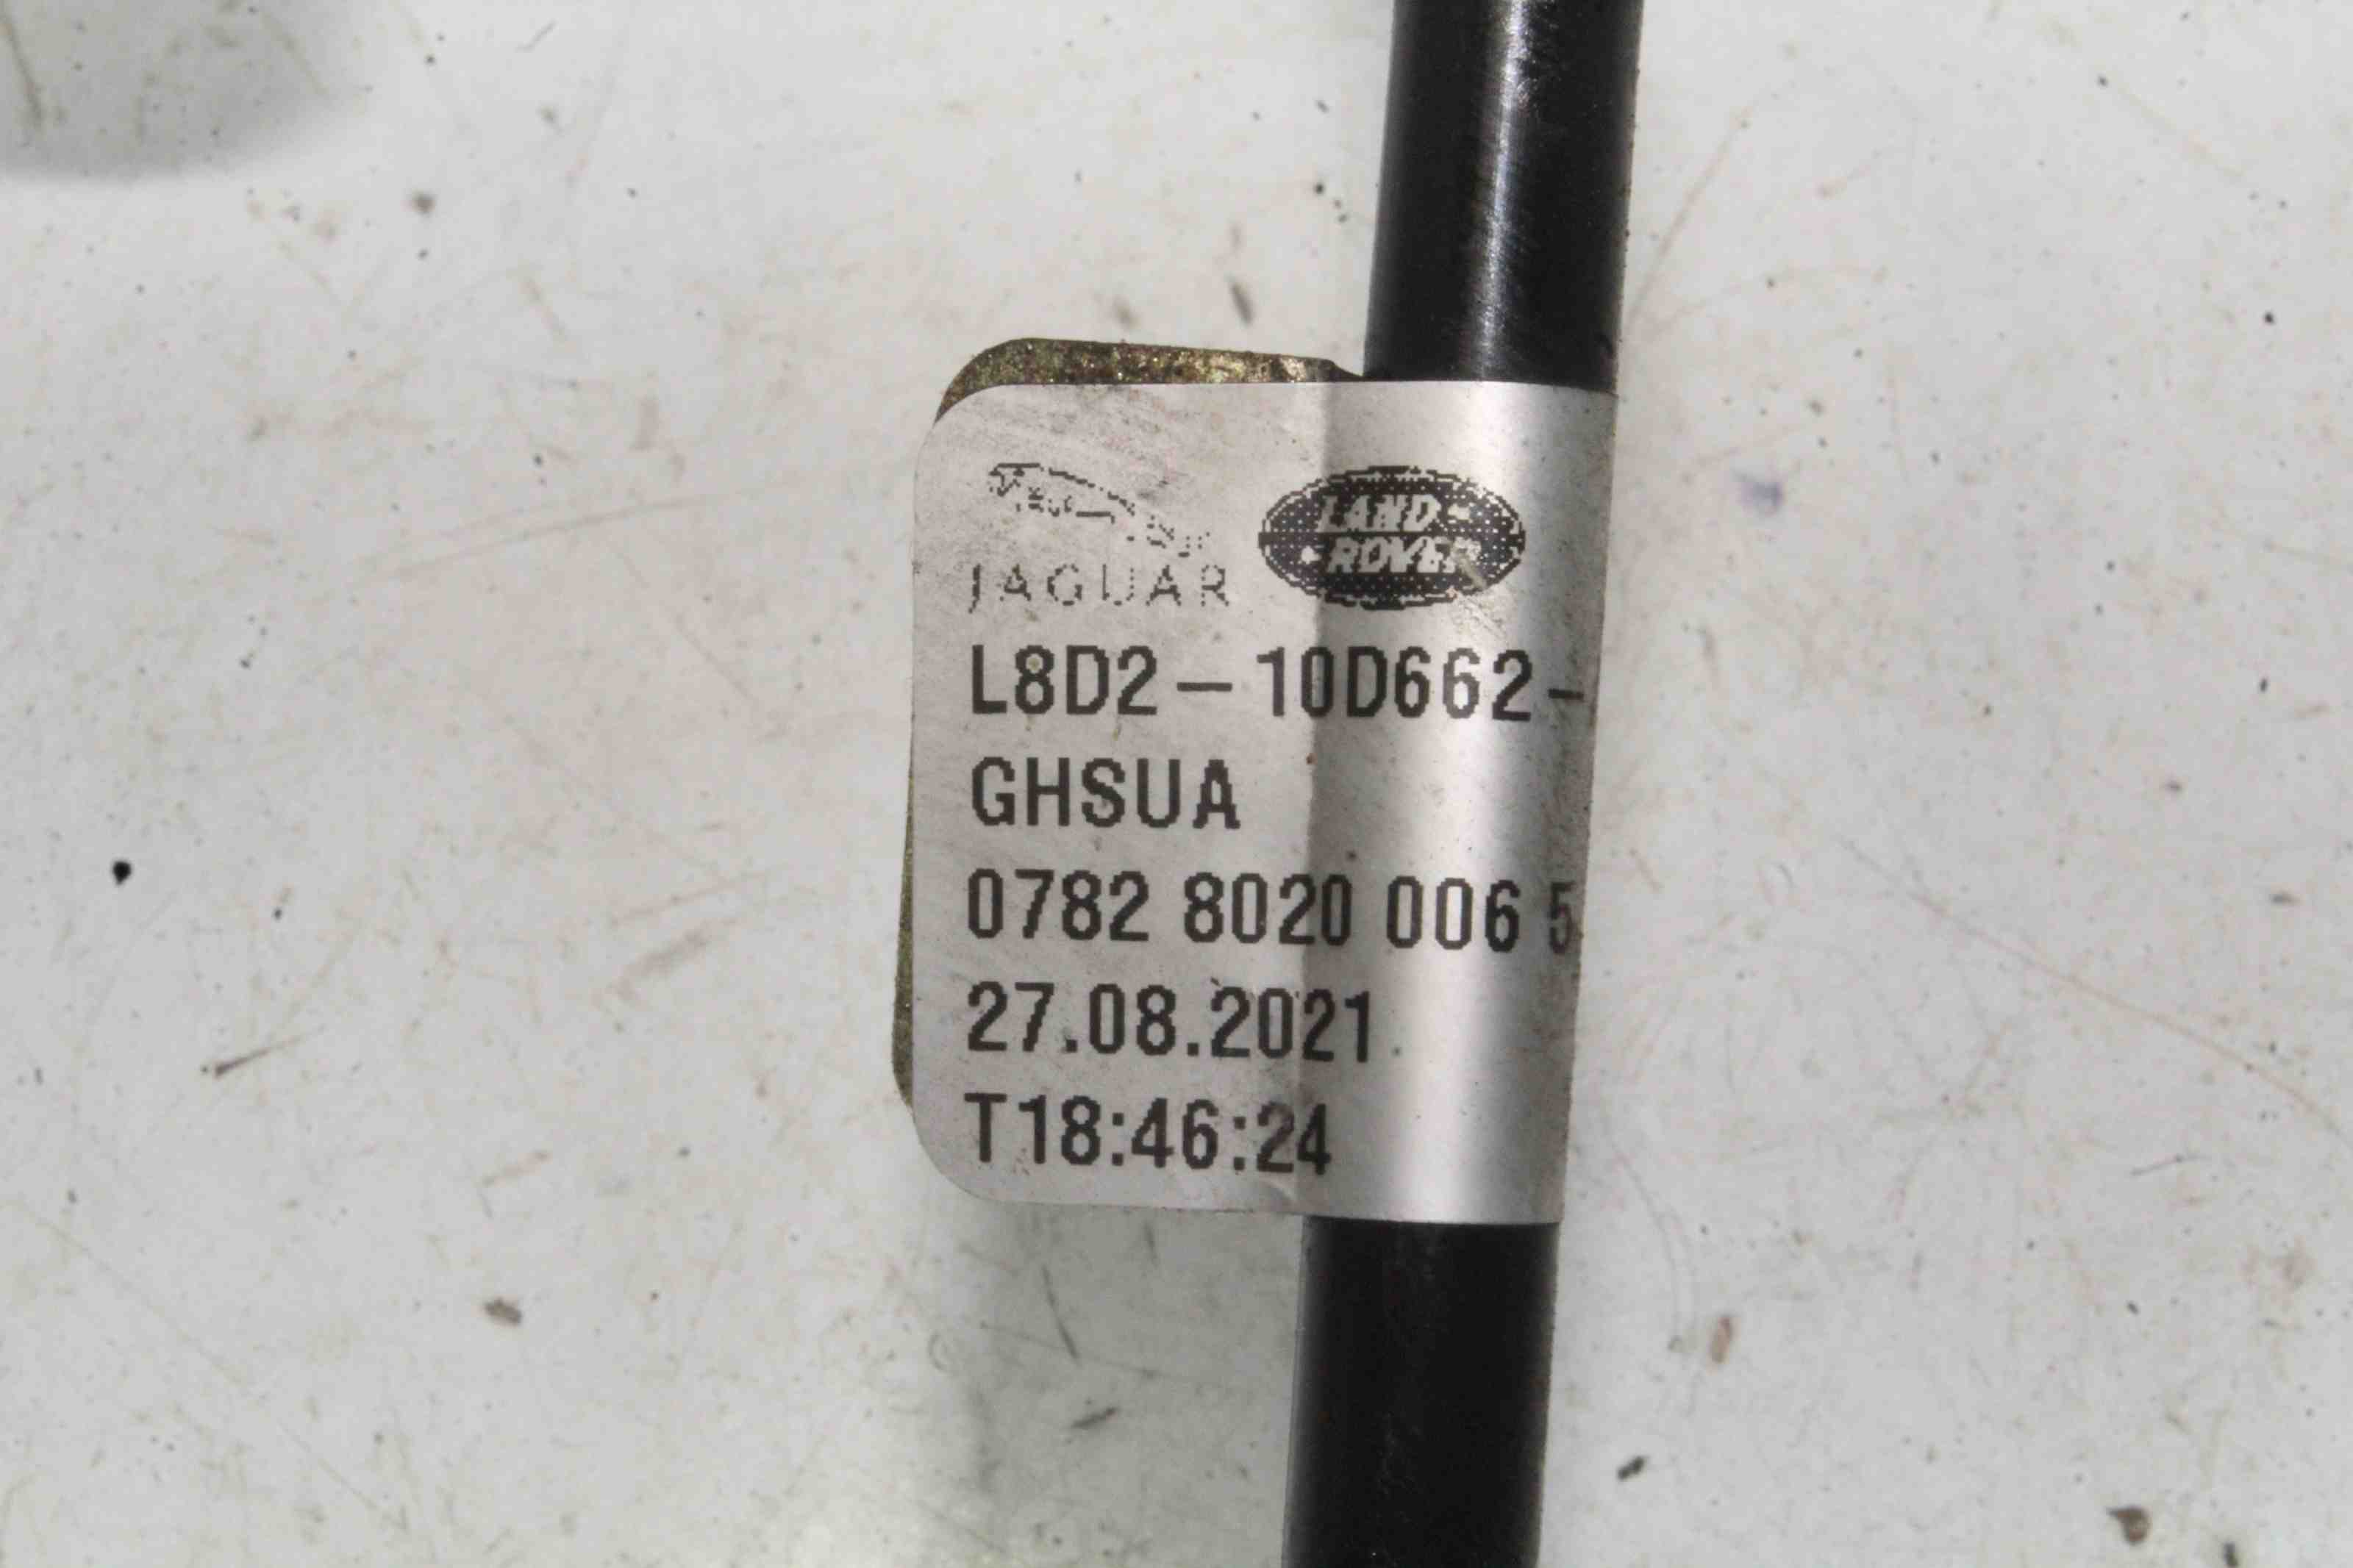 JAGUAR
LAND-
-ROVER
L8D2-10D662-
GHSUA
0782 8020 006 5
27.08.2021
T18:46:24